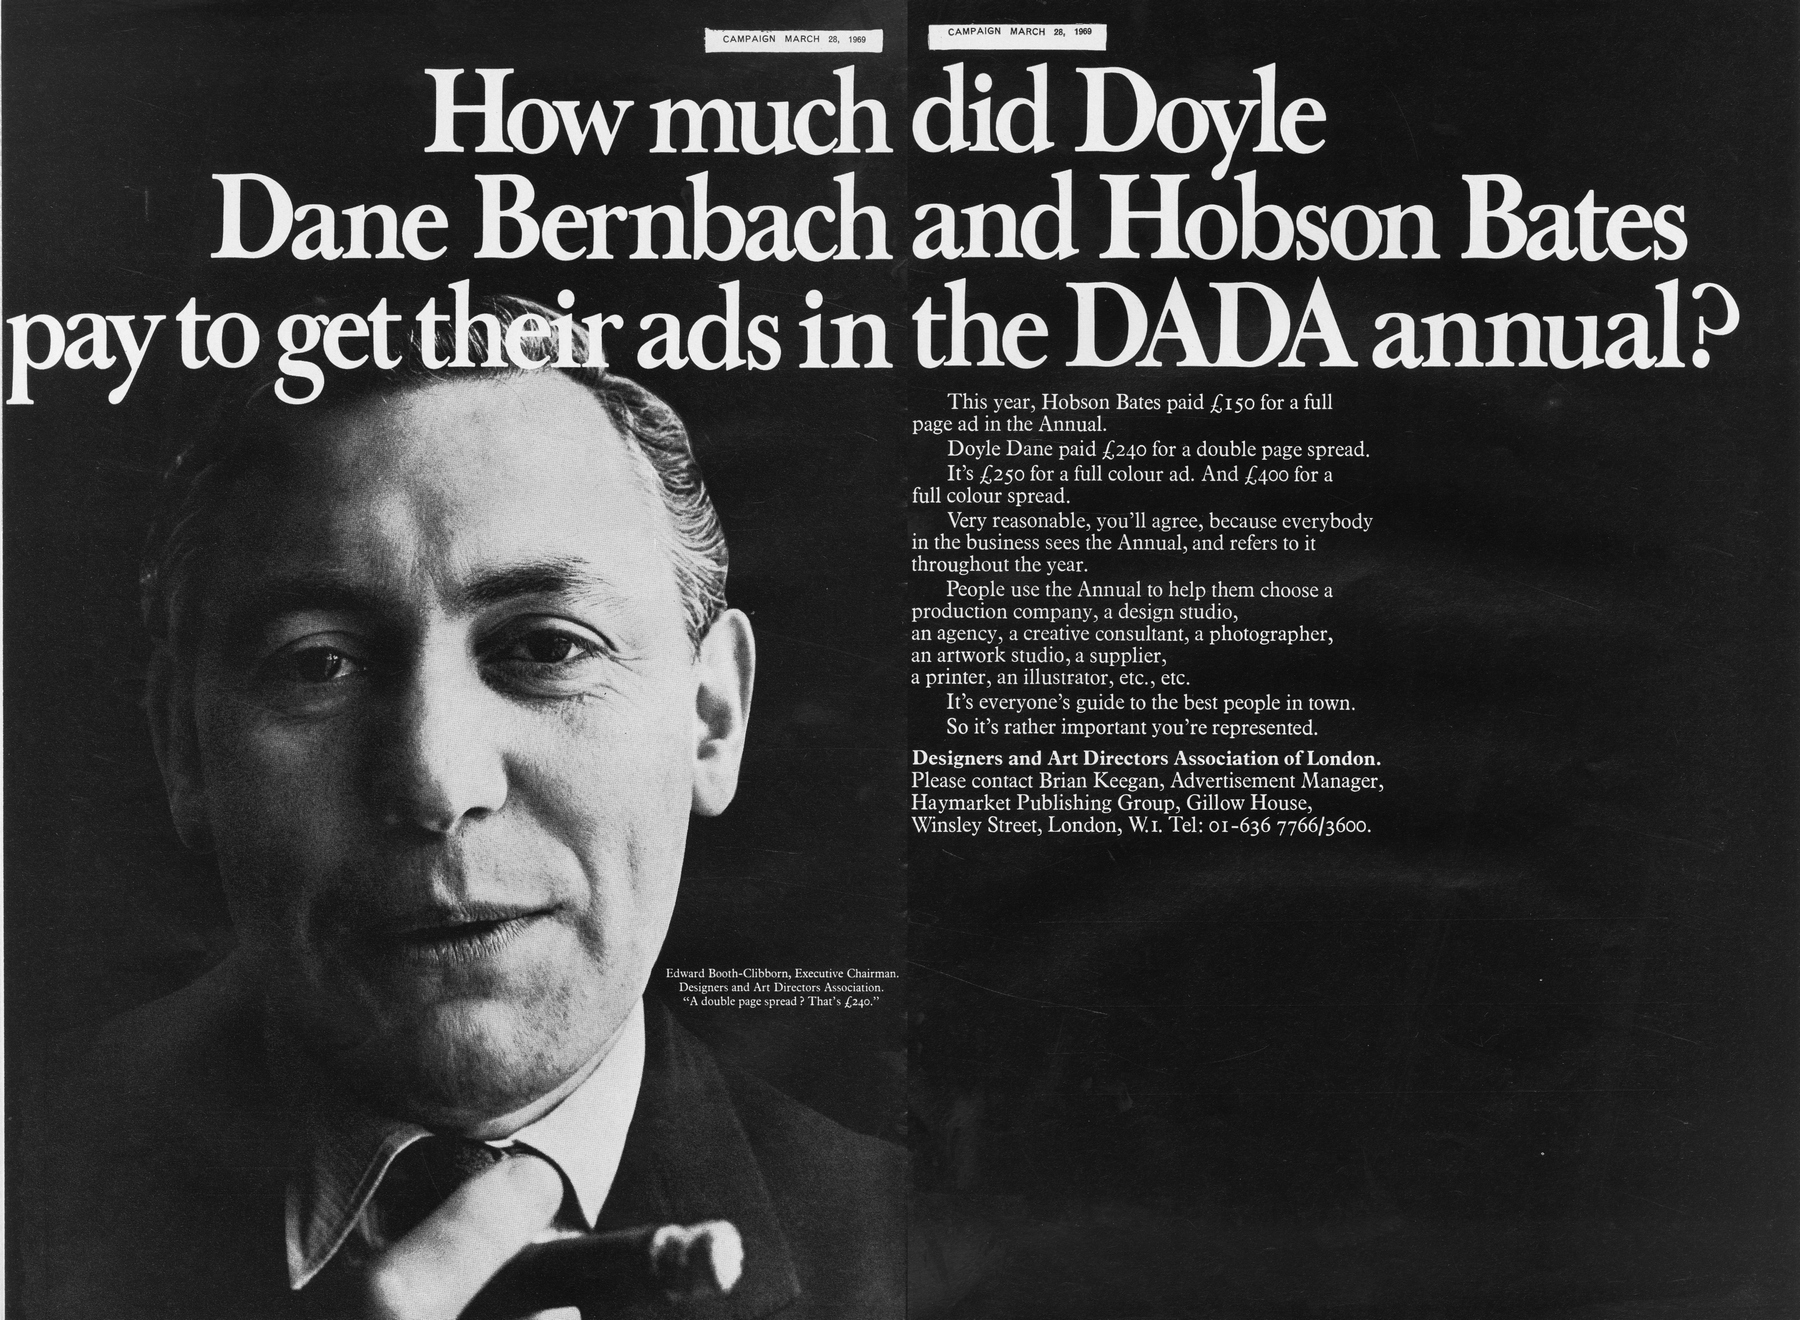 CAMPAIGN MARCH 28, 1969
CAMPAIGN MARCH 28, 1969
How much did Doyle
Dane Bernbach and Hobson Bates
pay to get their ads in the DADA annual?
This year, Hobson Bates paid £150 for a full
page ad in the Annual.
Doyle Dane paid £240 for a double page spread.
It's £250 for a full colour ad. And £400 for a
full colour spread.
Very reasonable, you'll agree, because everybody
in the business sees the Annual, and refers to it
throughout the year.
People use the Annual to help them choose a
production company, a design studio,
an agency, a creative consultant, a photographer,
an artwork studio, a supplier,
a printer, an illustrator, etc., etc.
It's everyone's guide to the best people in town.
So it's rather important you're represented.
Designers and Art Directors Association of London.
Please contact Brian Keegan, Advertisement Manager,
Haymarket Publishing Group, Gillow House,
Winsley Street, London, W.1. Tel: 01-636 7766/3600.
Edward Booth-Clibborn, Executive Chairman.
Designers and Art Directors Association.
“A double page spread? That's £240.”